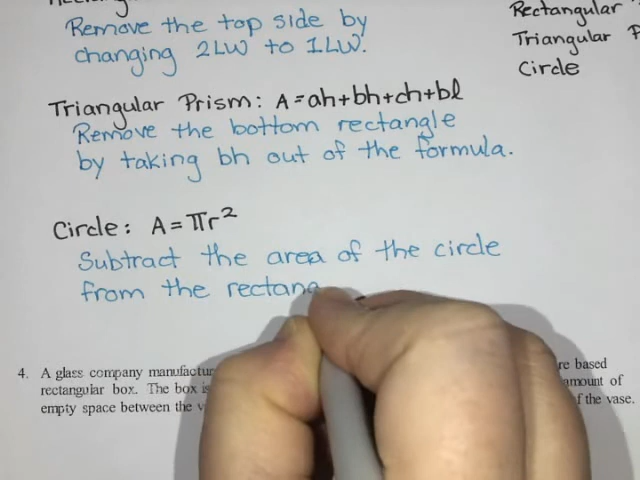 Remove the top side by
changing 2LW to 1LW.
Rectangular
Triangular
Circle
Triangular Prism: A=ah+bh+ch+bl
Remove the bottom rectangle
by taking bh out of the formula.
Circle: A=πr²
Subtract the area of the circle
from the rectang
4. A glass company manufactur re based
rectangular box. The box is amount of
empty space between the v f the vase.